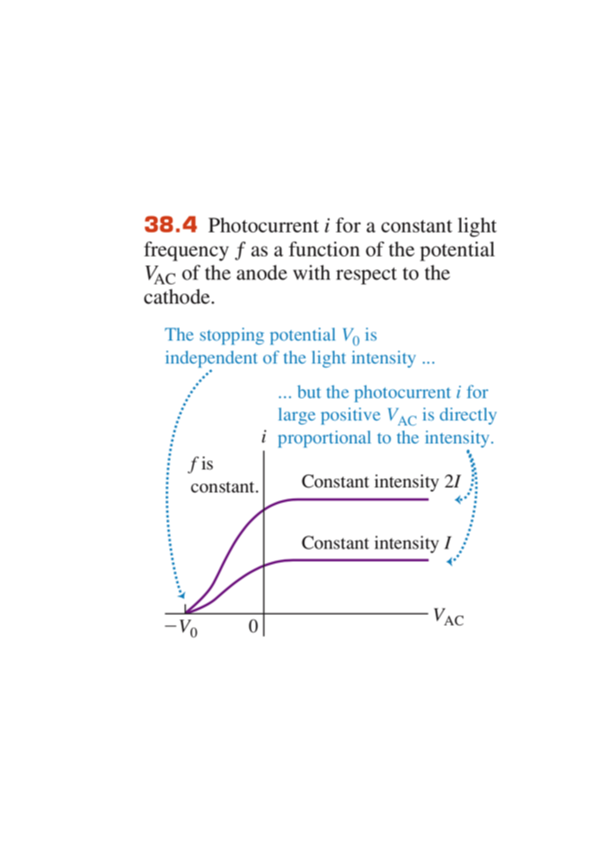 38.4 Photocurrent i for a constant light
frequency f as a function of the potential
VAC of the anode with respect to the
cathode.
The stopping potential V0 is
independent of the light intensity ...
... but the photocurrent i for
large positive VAC is directly
proportional to the intensity.
i
f is
constant.
Constant intensity 2I
Constant intensity I
VAC
−V0
0